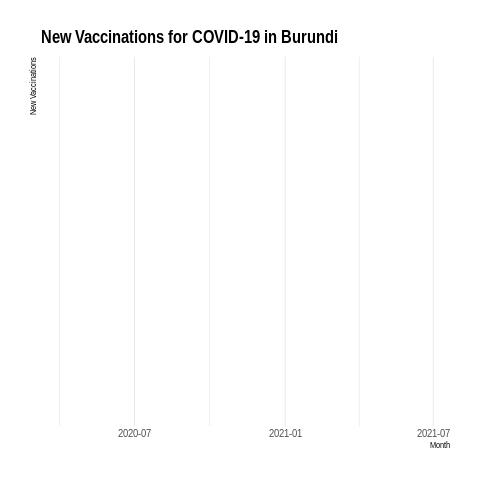 New Vaccinations for COVID-19 in Burundi
New Vaccinations
2020-07
2021-01
2021-07
Month